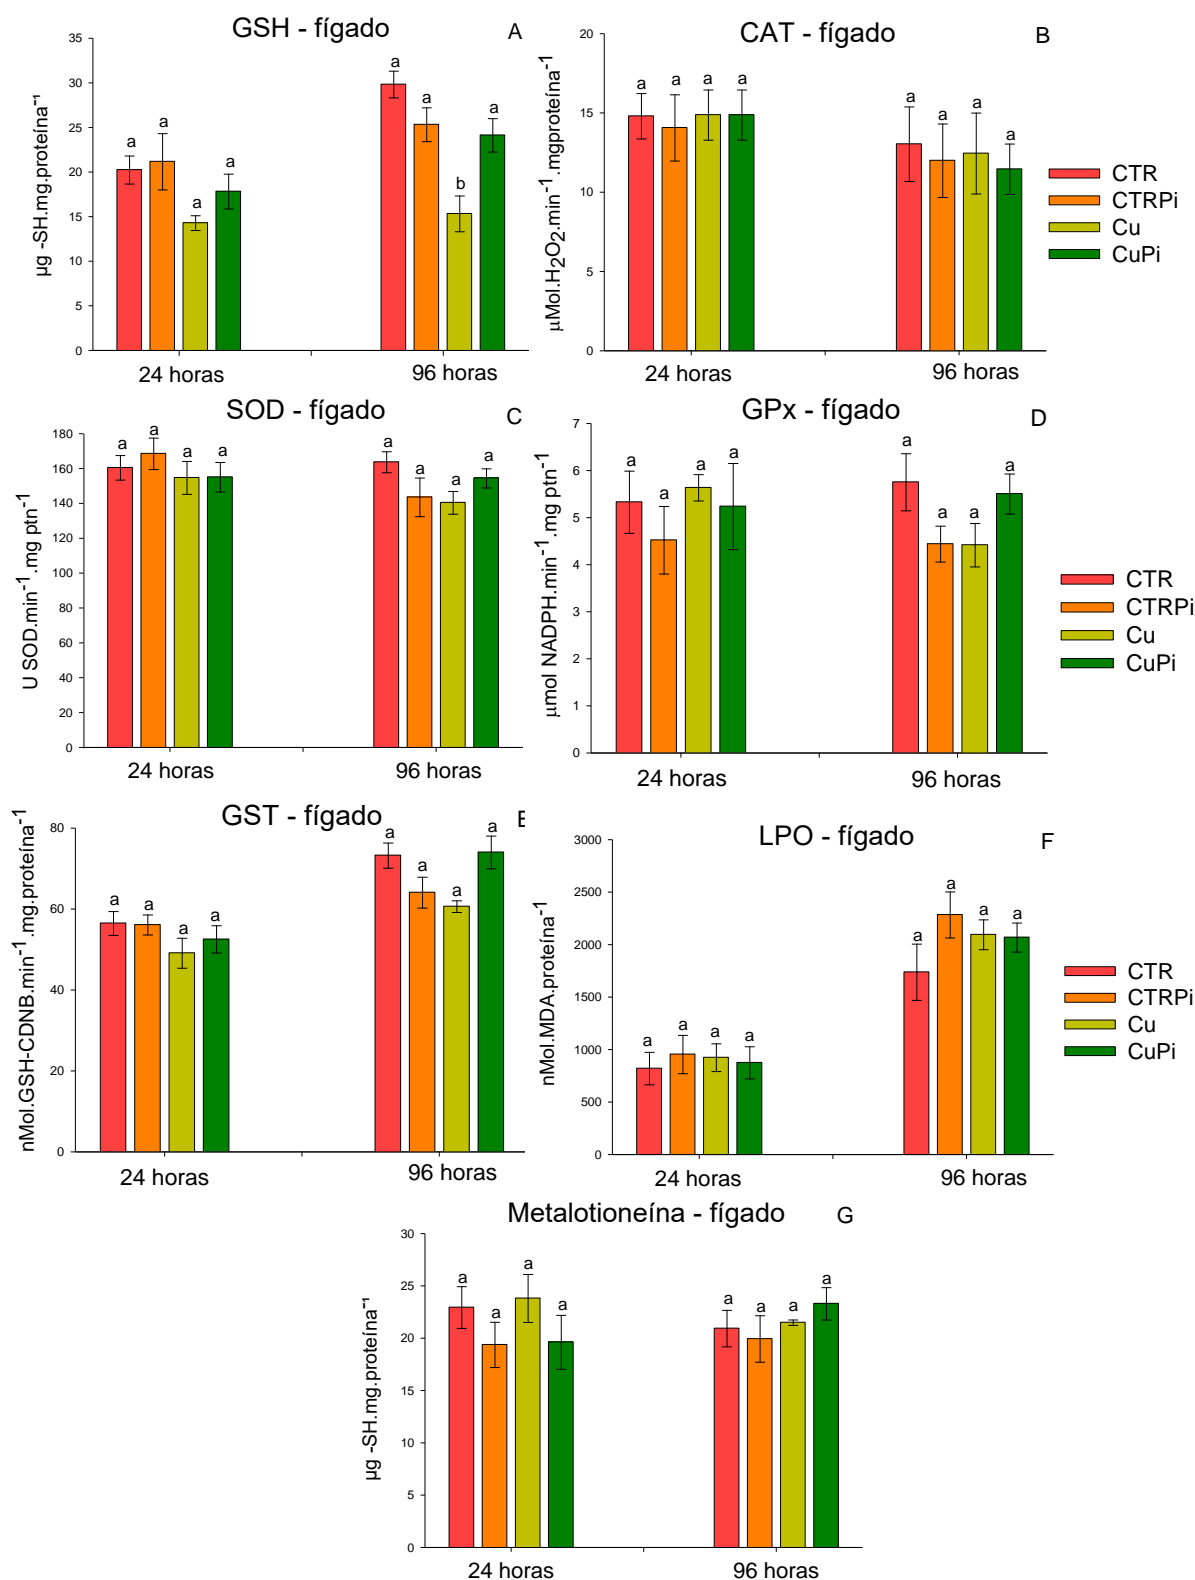 GSH - fígado A
µg -SH.mg.proteína⁻¹
35
30
25
20
15
10
5
0
a a a a
a a b a
24 horas 96 horas
CAT - fígado B
µMol.H₂O₂.min⁻¹.mgproteína⁻¹
20
15
10
5
0
a a a a
a a a a
24 horas 96 horas
CTR
CTRPi
Cu
CuPi
SOD - fígado C
U SOD.min⁻¹.mg ptn⁻¹
180
160
140
120
100
80
60
40
20
0
a a a a
a a a a
24 horas 96 horas
GPx - fígado D
µmol NADPH.min⁻¹.mg ptn⁻¹
7
6
5
4
3
2
1
0
a a a a
a a a a
24 horas 96 horas
CTR
CTRPi
Cu
CuPi
GST - fígado E
nMol.GSH-CDNB.min⁻¹.mg.proteína⁻¹
80
60
40
20
0
a a a a
a a a a
24 horas 96 horas
LPO - fígado F
nMol.MDA.proteína⁻¹
3000
2500
2000
1500
1000
500
0
a a a a
a a a a
24 horas 96 horas
CTR
CTRPi
Cu
CuPi
Metalotioneína - fígado G
µg -SH.mg.proteína⁻¹
30
25
20
15
10
5
0
a a a a
a a a a
24 horas 96 horas